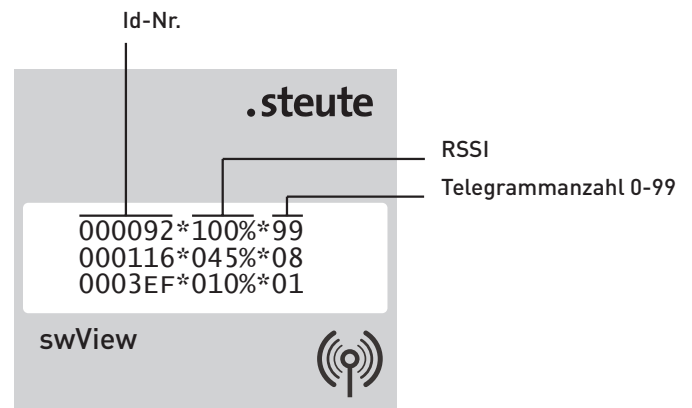 Id-Nr.
.steute
RSSI
Telegrammanzahl 0-99
000092*100%*99
000116*045%*08
0003EF*010%*01
swView